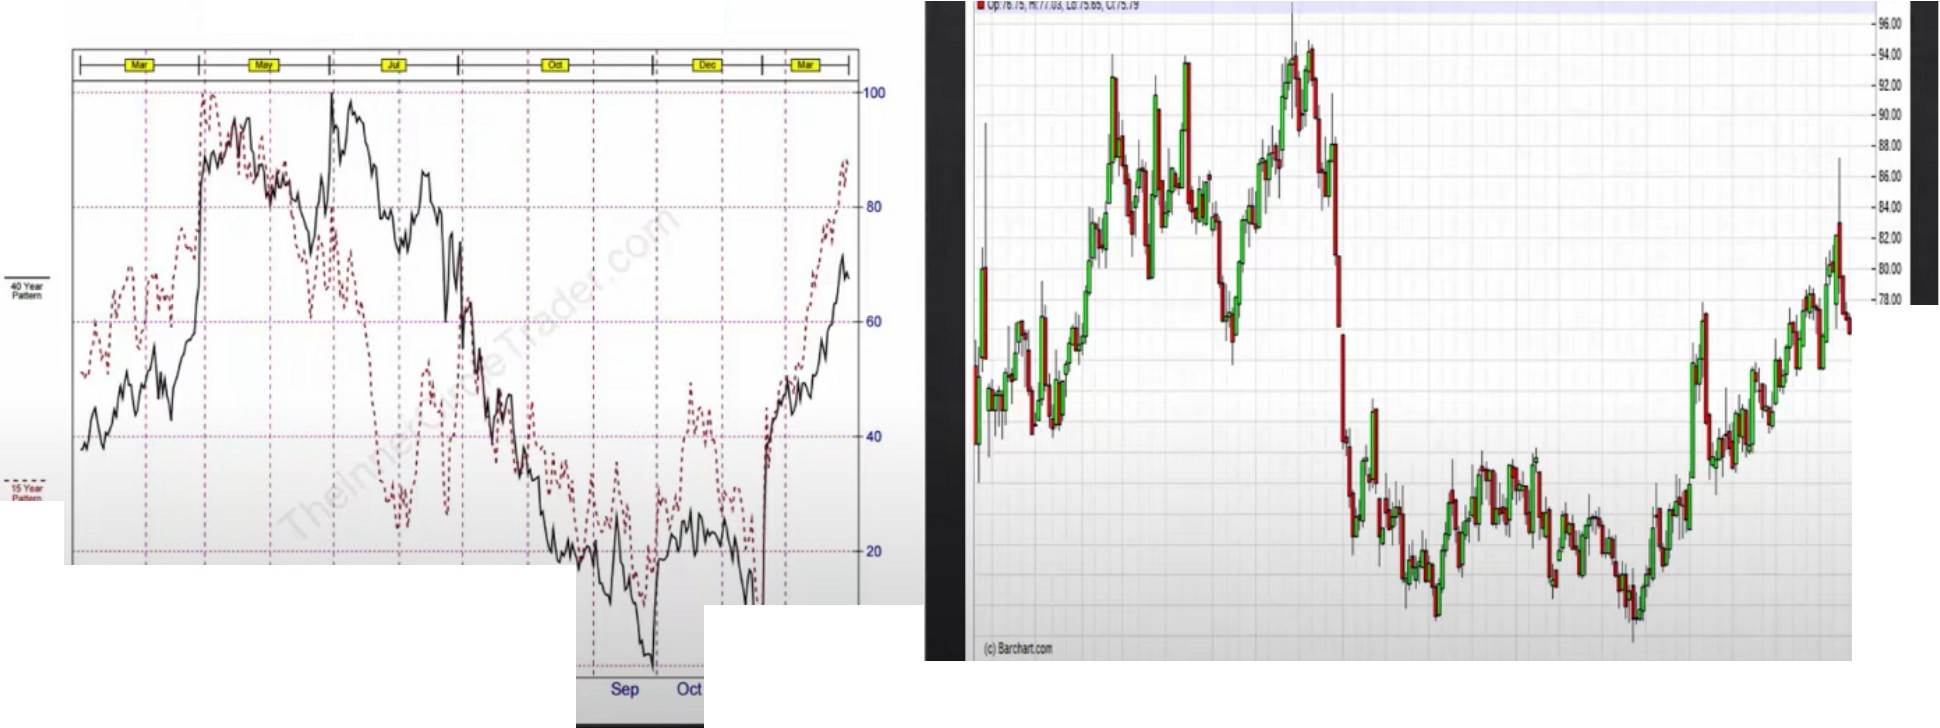 Op:76.75, Hi:77.03, Lo:75.65, Cl:75.79
Mar May Jul Oct Dec Mar
100
80
60
40
20
40 Year
Pattern
15 Year
Pattern
TheInnerCircleTrader.com
Sep Oct
96.00
94.00
92.00
90.00
88.00
86.00
84.00
82.00
80.00
78.00
(c) Barchart.com